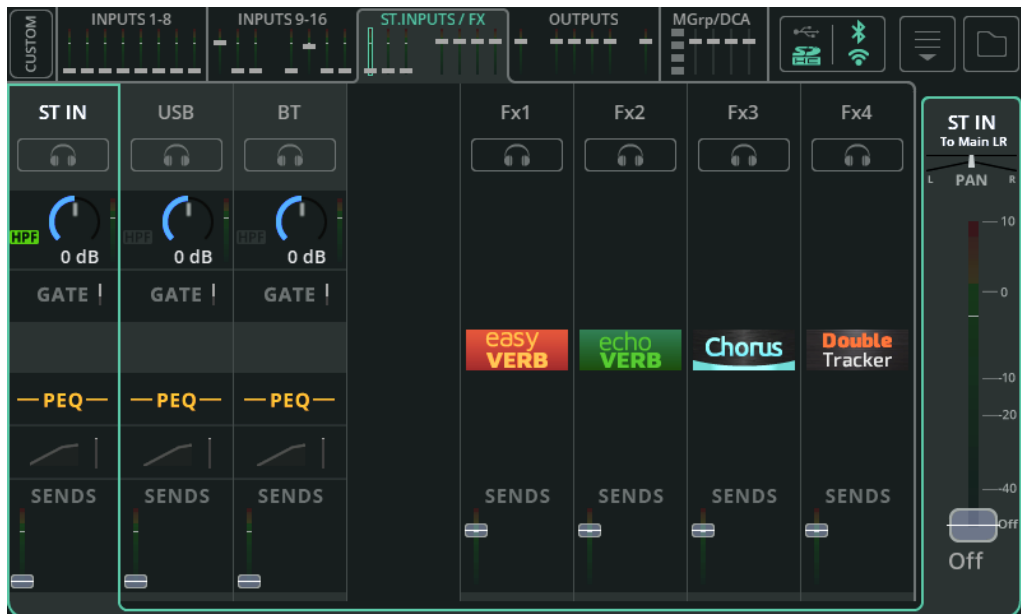 CUSTOM
INPUTS 1-8
INPUTS 9-16
ST.INPUTS / FX
OUTPUTS
MGrp/DCA
SD
HC
ST IN
USB
BT
Fx1
Fx2
Fx3
Fx4
HPF
0 dB
HPF
0 dB
HPF
0 dB
GATE
GATE
GATE
easy
VERB
echo
VERB
Chorus
Double
Tracker
PEQ
PEQ
PEQ
SENDS
SENDS
SENDS
SENDS
SENDS
SENDS
SENDS
ST IN
To Main LR
L PAN R
10
0
-10
-20
-40
Off
Off